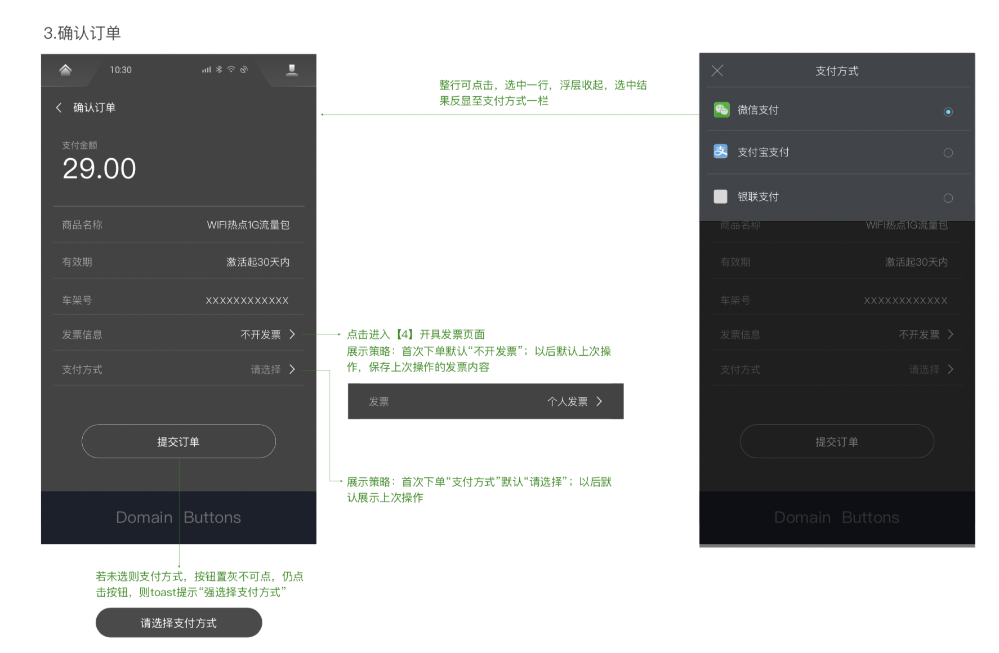 3.确认订单
10:30
确认订单
支付金额
29.00
商品名称 WIFI热点1G流量包
有效期 激活起30天内
车架号 XXXXXXXXXXXX
发票信息 不开发票
支付方式 请选择
提交订单
Domain Buttons
若未选则支付方式，按钮置灰不可点，仍点
击按钮，则toast提示“强选择支付方式”
请选择支付方式
整行可点击，选中一行，浮层收起，选中结
果反显至支付方式一栏
点击进入【4】开具发票页面
展示策略：首次下单默认“不开发票”；以后默认上次操
作，保存上次操作的发票内容
发票 个人发票
展示策略：首次下单“支付方式”默认“请选择”；以后默
认展示上次操作
支付方式
微信支付
支 支付宝支付
银联支付
商品名称 WIFI热点1G流量包
有效期 激活起30天内
车架号 XXXXXXXXXXXX
发票信息 不开发票
支付方式 请选择
提交订单
Domain Buttons